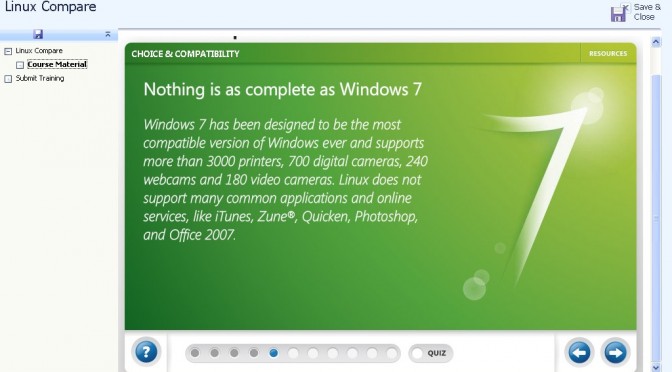 Linux Compare
Save &
Close
Linux Compare
Course Material
Submit Training
CHOICE & COMPATIBILITY
RESOURCES
Nothing is as complete as Windows 7
Windows 7 has been designed to be the most
compatible version of Windows ever and supports
more than 3000 printers, 700 digital cameras, 240
webcams and 180 video cameras. Linux does not
support many common applications and online
services, like iTunes, Zune®, Quicken, Photoshop,
and Office 2007.
7
?
QUIZ